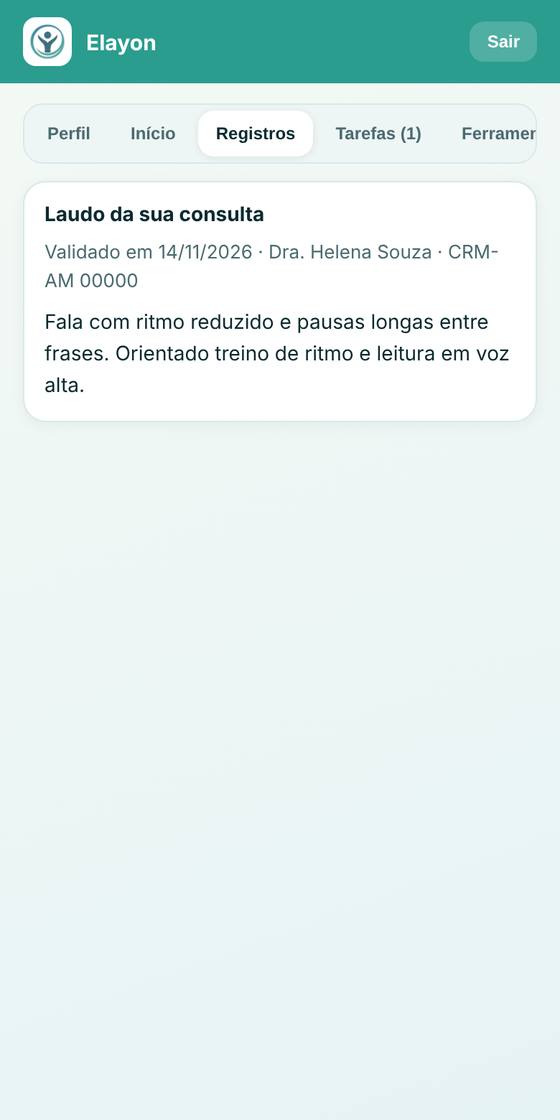 Elayon
Sair
Perfil Início Registros Tarefas (1) Ferramen
Laudo da sua consulta
Validado em 14/11/2026 · Dra. Helena Souza · CRM-
AM 00000
Fala com ritmo reduzido e pausas longas entre
frases. Orientado treino de ritmo e leitura em voz
alta.